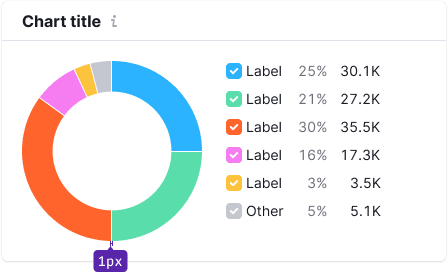 Chart title i
Label 25% 30.1K
Label 21% 27.2K
Label 30% 35.5K
Label 16% 17.3K
Label 3% 3.5K
Other 5% 5.1K
1px